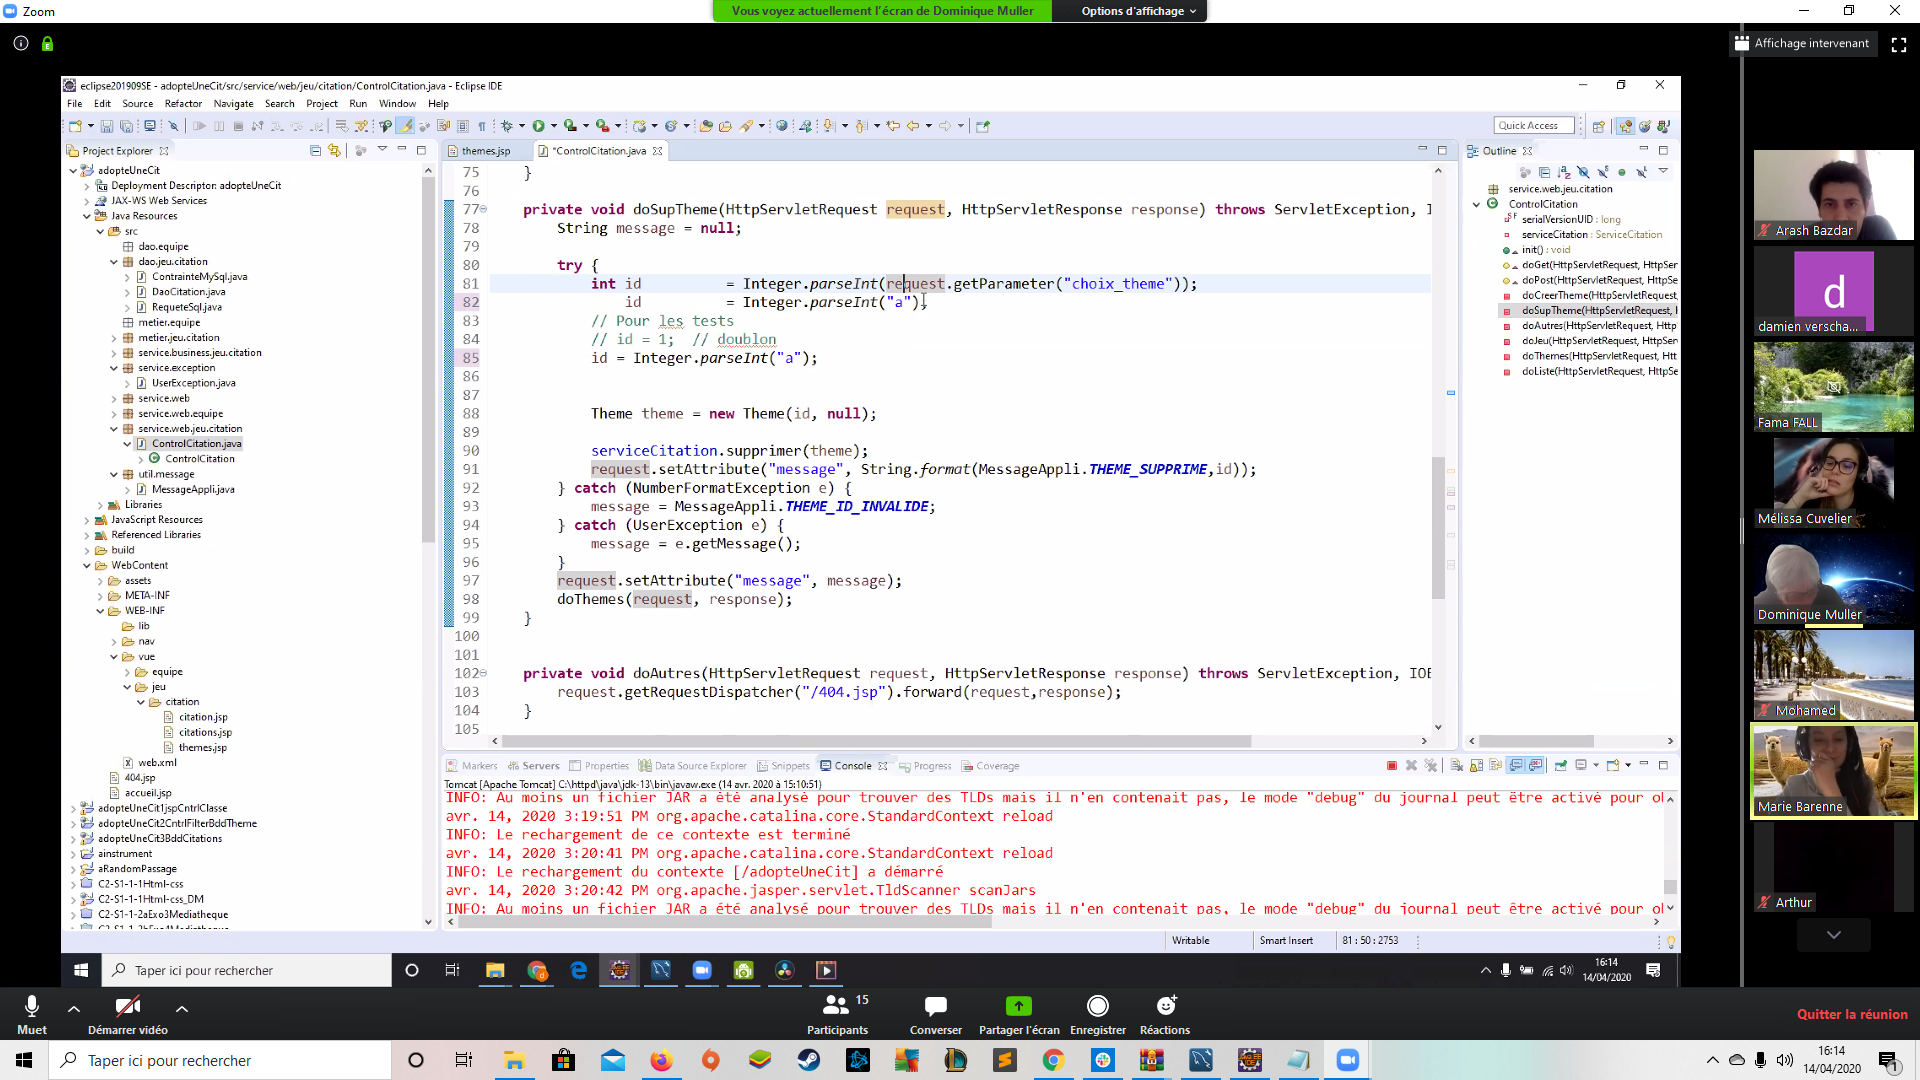 Zoom
Vous voyez actuellement l'écran de Dominique Muller
Options d'affichage
Affichage intervenant
eclipse201909SE - adopteUneCit/src/service/web/jeu/citation/ControlCitation.java - Eclipse IDE
File Edit Source Refactor Navigate Search Project Run Window Help
Quick Access
Project Explorer
adopteUneCit
Deployment Descriptor: adopteUneCit
JAX-WS Web Services
Java Resources
src
dao.equipe
dao.jeu.citation
ContrainteMySql.java
DaoCitation.java
RequeteSql.java
metier.equipe
metier.jeu.citation
service.business.jeu.citation
service.exception
UserException.java
service.web
service.web.equipe
service.web.jeu.citation
ControlCitation.java
ControlCitation
util.message
MessageAppli.java
Libraries
JavaScript Resources
Referenced Libraries
build
WebContent
assets
META-INF
WEB-INF
lib
nav
vue
equipe
jeu
citation
citation.jsp
citations.jsp
themes.jsp
web.xml
404.jsp
accueil.jsp
adopteUneCit1jspCntrlClasse
adopteUneCit2CntrlFilterBddTheme
adopteUneCit3BddCitations
ainstrument
aRandomPassage
C2-S1-1-1Html-css
C2-S1-1-1Html-css_DM
C2-S1-1-2aExo3Mediatheque
themes.jsp
*ControlCitation.java
75 }
76
77 private void doSupTheme(HttpServletRequest request, HttpServletResponse response) throws ServletException, I
78 String message = null;
79
80 try {
81 int id = Integer.parseInt(request.getParameter("choix_theme"));
82 id = Integer.parseInt("a");
83 // Pour les tests
84 // id = 1; // doublon
85 id = Integer.parseInt("a");
86
87
88 Theme theme = new Theme(id, null);
89
90 serviceCitation.supprimer(theme);
91 request.setAttribute("message", String.format(MessageAppli.THEME_SUPPRIME,id));
92 } catch (NumberFormatException e) {
93 message = MessageAppli.THEME_ID_INVALIDE;
94 } catch (UserException e) {
95 message = e.getMessage();
96 }
97 request.setAttribute("message", message);
98 doThemes(request, response);
99 }
100
101
102 private void doAutres(HttpServletRequest request, HttpServletResponse response) throws ServletException, IOE
103 request.getRequestDispatcher("/404.jsp").forward(request,response);
104 }
105
Outline
service.web.jeu.citation
ControlCitation
serialVersionUID : long
serviceCitation : ServiceCitation
init() : void
doGet(HttpServletRequest, HttpSer
doPost(HttpServletRequest, HttpSe
doCreerTheme(HttpServletRequest,
doSupTheme(HttpServletRequest, H
doAutres(HttpServletRequest, Http
doJeu(HttpServletRequest, HttpSer
doThemes(HttpServletRequest, Htt
doListe(HttpServletRequest, HttpSe
Markers Servers Properties Data Source Explorer Snippets Console Progress Coverage
Tomcat [Apache Tomcat] C:\httpd\java\jdk-13\bin\javaw.exe (14 avr. 2020 à 15:10:51)
INFO: Au moins un fichier JAR a été analysé pour trouver des TLDs mais il n'en contenait pas, le mode "debug" du journal peut être activé pour ob
avr. 14, 2020 3:19:51 PM org.apache.catalina.core.StandardContext reload
INFO: Le rechargement de ce contexte est terminé
avr. 14, 2020 3:20:41 PM org.apache.catalina.core.StandardContext reload
INFO: Le rechargement du contexte [/adopteUneCit] a démarré
avr. 14, 2020 3:20:42 PM org.apache.jasper.servlet.TldScanner scanJars
INFO: Au moins un fichier JAR a été analysé pour trouver des TLDs mais il n'en contenait pas, le mode "debug" du journal peut être activé pour ob
Writable Smart Insert 81 : 50 : 2753
Taper ici pour rechercher
16:14
14/04/2020
Arash Bazdar
d
damien verscha...
Fama FALL
Mélissa Cuvelier
Dominique Muller
Mohamed
Marie Barenne
Arthur
Muet
Démarrer vidéo
15
Participants
Converser
Partager l'écran
Enregistrer
Réactions
Quitter la réunion
Taper ici pour rechercher
16:14
14/04/2020
1